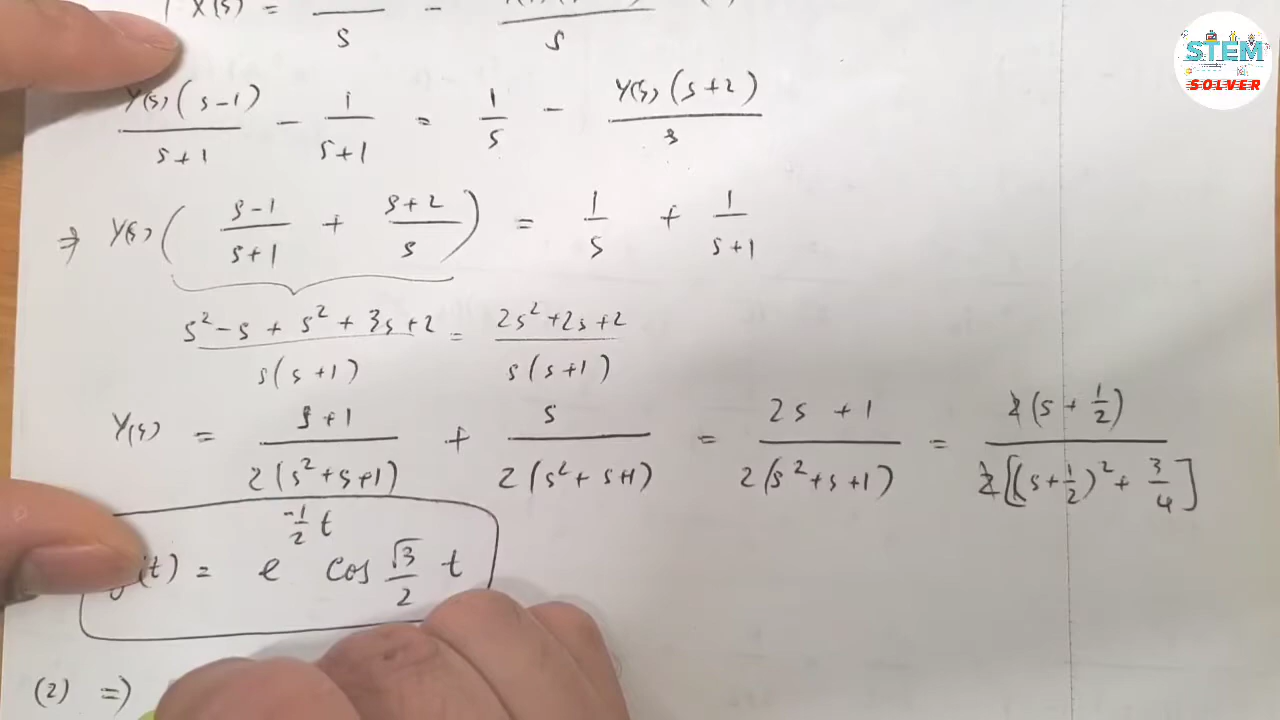 X(s) = — s - — s
Y(s) (s-1) / s+1 - 1 / s+1 = 1 / s - Y(s) (s+2) / s
⇒ Y(s) ( s-1 / s+1 + s+2 / s ) = 1 / s + 1 / s+1
s² - s + s² + 3s + 2 / s(s+1) = 2s² + 2s + 2 / s(s+1)
Y(s) = s+1 / 2(s²+s+1) + s / 2(s²+s+1) = 2s + 1 / 2(s²+s+1) = 2(s + 1/2) / 2[(s+1/2)² + 3/4]
y(t) = e^(-1/2 t) cos √3/2 t
(2) =)
STEM
SOLVER